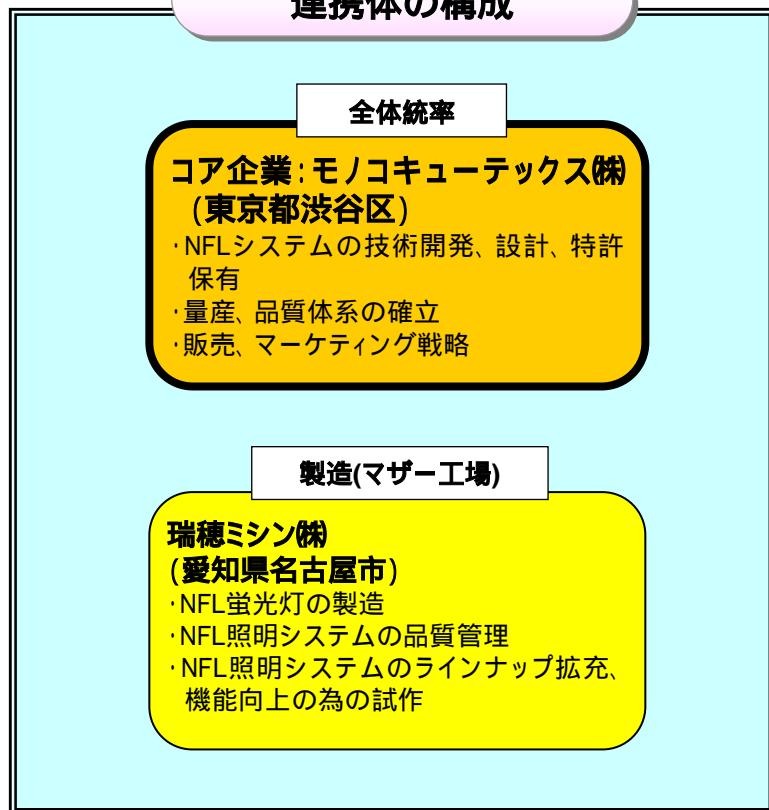 連携体の構成
全体統率
コア企業:モノコキューテックス㈱
(東京都渋谷区)
・NFLシステムの技術開発、設計、特許
保有
・量産、品質体系の確立
・販売、マーケティング戦略
製造(マザー工場)
瑞穂ミシン㈱
(愛知県名古屋市)
・NFL蛍光灯の製造
・NFL照明システムの品質管理
・NFL照明システムのラインナップ拡充、
機能向上の為の試作